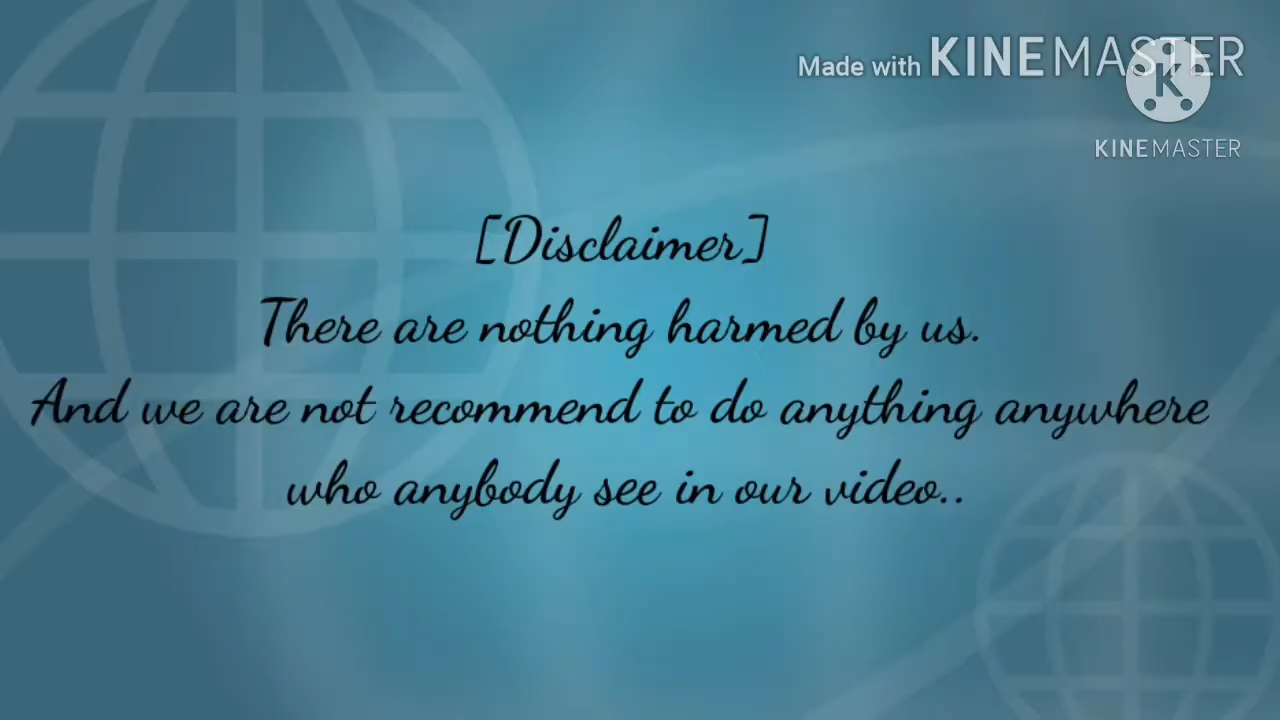 Made with KINEMASTER
K
KINEMASTER
[Disclaimer]
There are nothing harmed by us.
And we are not recommend to do anything anywhere
who anybody see in our video..